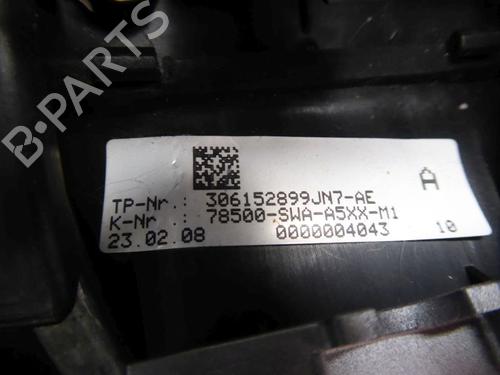 B-PARTS
TP-Nr.: 306152899JN7-AE
A
K-Nr : 78500-SWA-A5XX-M1
23.02.08 0000004043 10